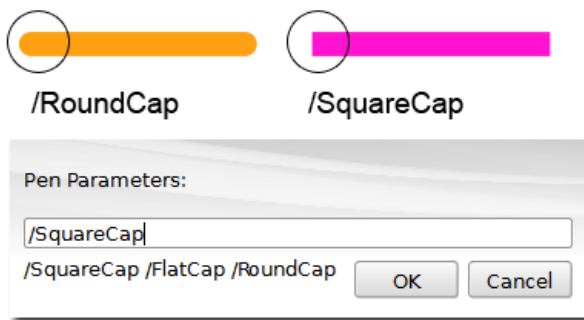 /RoundCap /SquareCap
Pen Parameters:
/SquareCap
/SquareCap /FlatCap /RoundCap OK Cancel